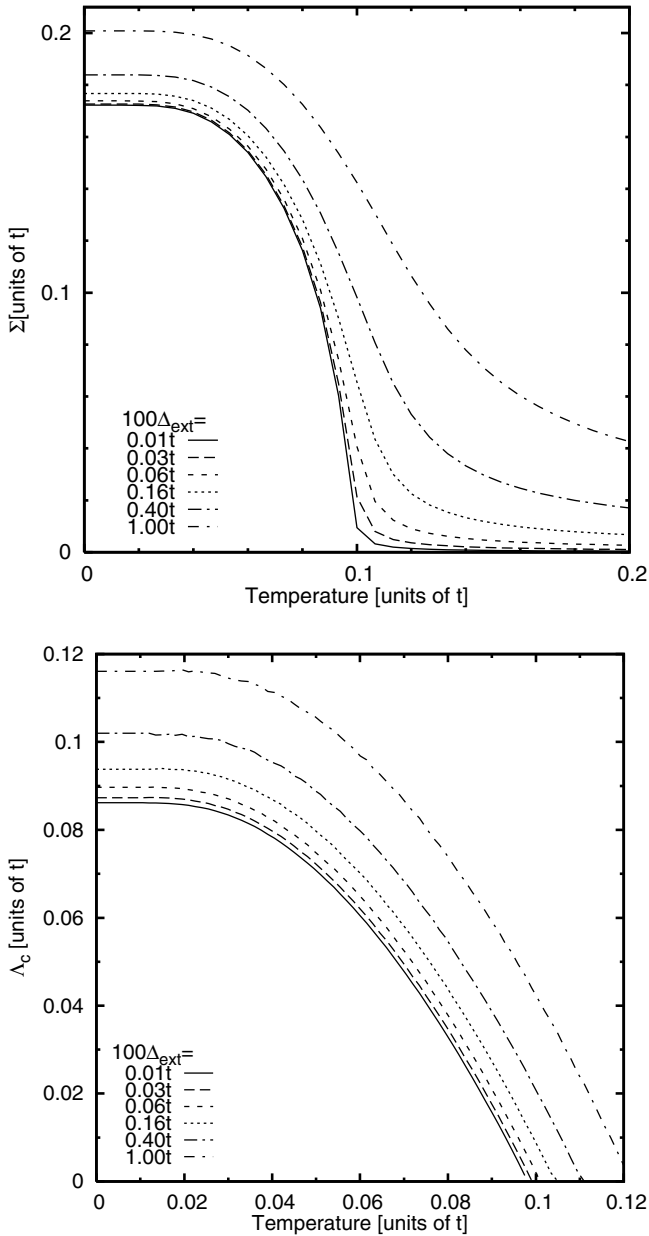 0.2
0.1
0
Σ[units of t]
100Δext=
0.01t
0.03t
0.06t
0.16t
0.40t
1.00t
0 0.1 0.2
Temperature [units of t]
0.12
0.1
0.08
0.06
0.04
0.02
0
Λc [units of t]
100Δext=
0.01t
0.03t
0.06t
0.16t
0.40t
1.00t
0 0.02 0.04 0.06 0.08 0.1 0.12
Temperature [units of t]